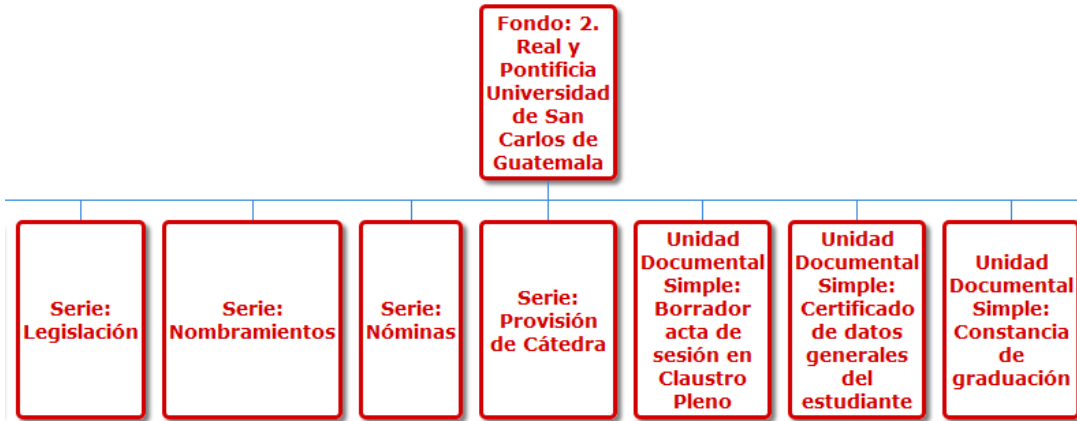 Fondo: 2.
Real y
Pontificia
Universidad
de San
Carlos de
Guatemala
Serie:
Legislación
Serie:
Nombramientos
Serie:
Nóminas
Serie:
Provisión
de Cátedra
Unidad
Documental
Simple:
Borrador
acta de
sesión en
Claustro
Pleno
Unidad
Documental
Simple:
Certificado
de datos
generales
del
estudiante
Unidad
Documental
Simple:
Constancia
de
graduación